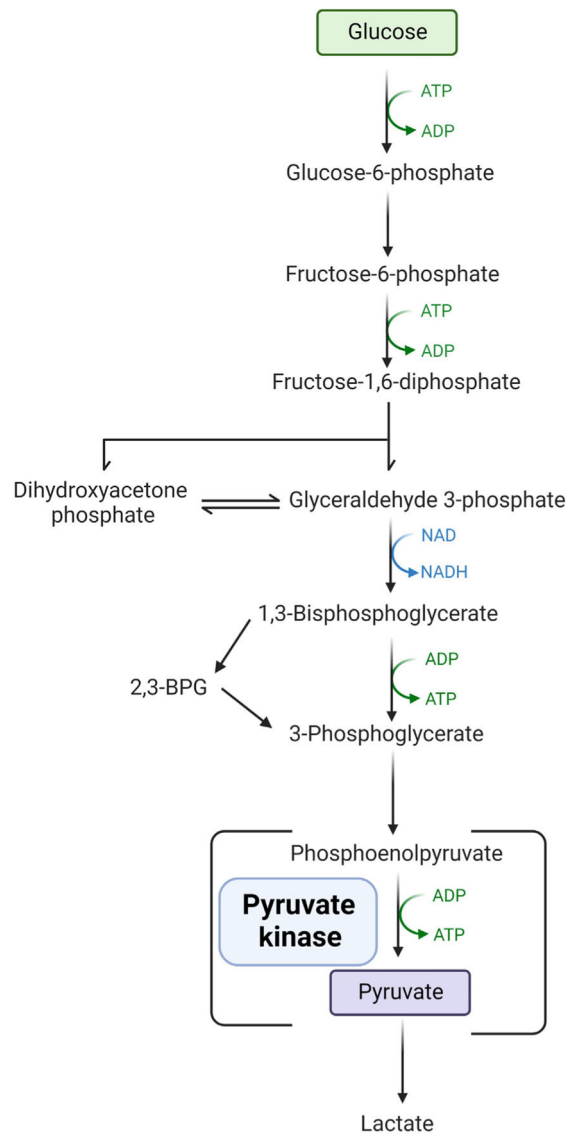 Glucose
ATP
ADP
Glucose-6-phosphate
Fructose-6-phosphate
ATP
ADP
Fructose-1,6-diphosphate
Dihydroxyacetone
phosphate
Glyceraldehyde 3-phosphate
NAD
NADH
1,3-Bisphosphoglycerate
ADP
2,3-BPG
ATP
3-Phosphoglycerate
Phosphoenolpyruvate
Pyruvate
kinase
ADP
ATP
Pyruvate
Lactate